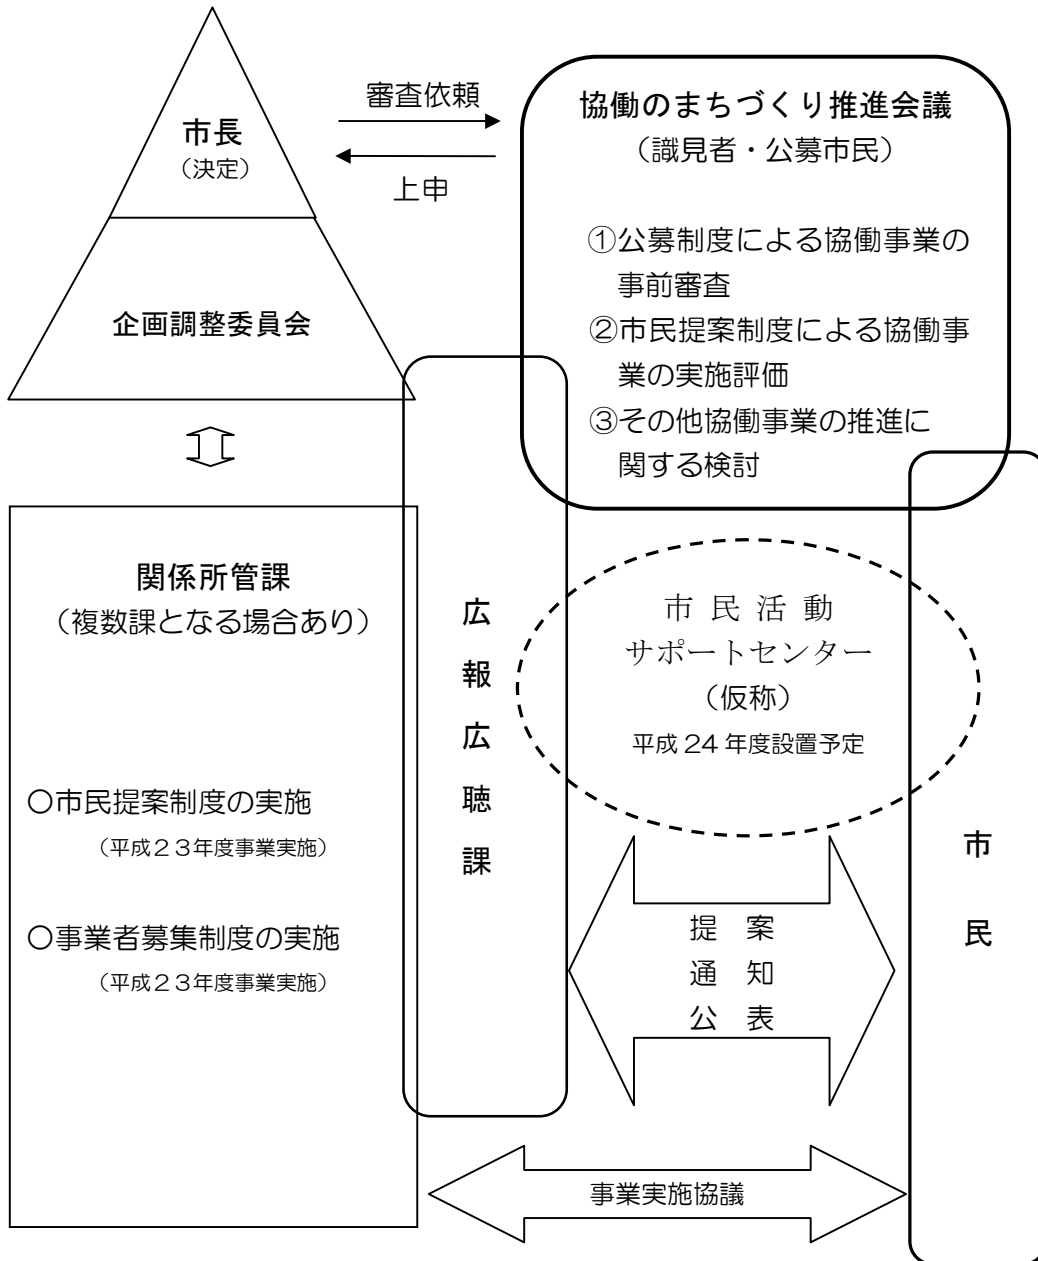 市長
（決定）
企画調整委員会
審査依頼
上申
協働のまちづくり推進会議
（識見者・公募市民）
①公募制度による協働事業の
事前審査
②市民提案制度による協働事
業の実施評価
③その他協働事業の推進に
関する検討
関係所管課
（複数課となる場合あり）
〇市民提案制度の実施
（平成２３年度事業実施）
〇事業者募集制度の実施
（平成２３年度事業実施）
広報広聴課
市 民 活 動
サポートセンター
（仮称）
平成 24 年度設置予定
提　案
通　知
公　表
事業実施協議
市民